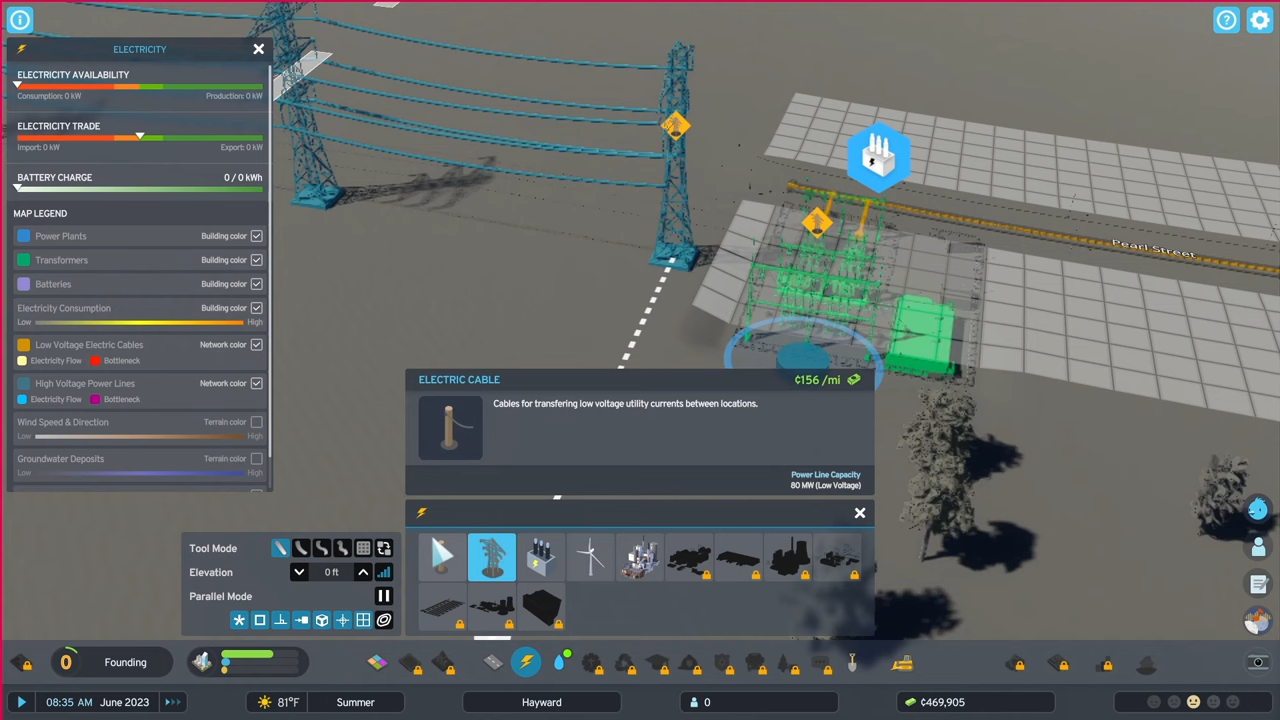 ELECTRICITY
ELECTRICITY AVAILABILITY
Consumption: 0 kW Production: 0 kW
ELECTRICITY TRADE
Import: 0 kW Export: 0 kW
BATTERY CHARGE 0 / 0 kWh
MAP LEGEND
Power Plants Building color
Transformers Building color
Batteries Building color
Electricity Consumption Building color
Low High
Low Voltage Electric Cables Network color
Electricity Flow Bottleneck
High Voltage Power Lines Network color
Electricity Flow Bottleneck
Wind Speed & Direction Terrain color
Low High
Groundwater Deposits Terrain color
Low High
Pearl Street
ELECTRIC CABLE ¢156 /mi
Cables for transfering low voltage utility currents between locations.
Power Line Capacity
80 MW (Low Voltage)
Tool Mode
Elevation 0 ft
Parallel Mode
0 Founding
08:35 AM June 2023 81°F Summer Hayward 0 ¢469,905